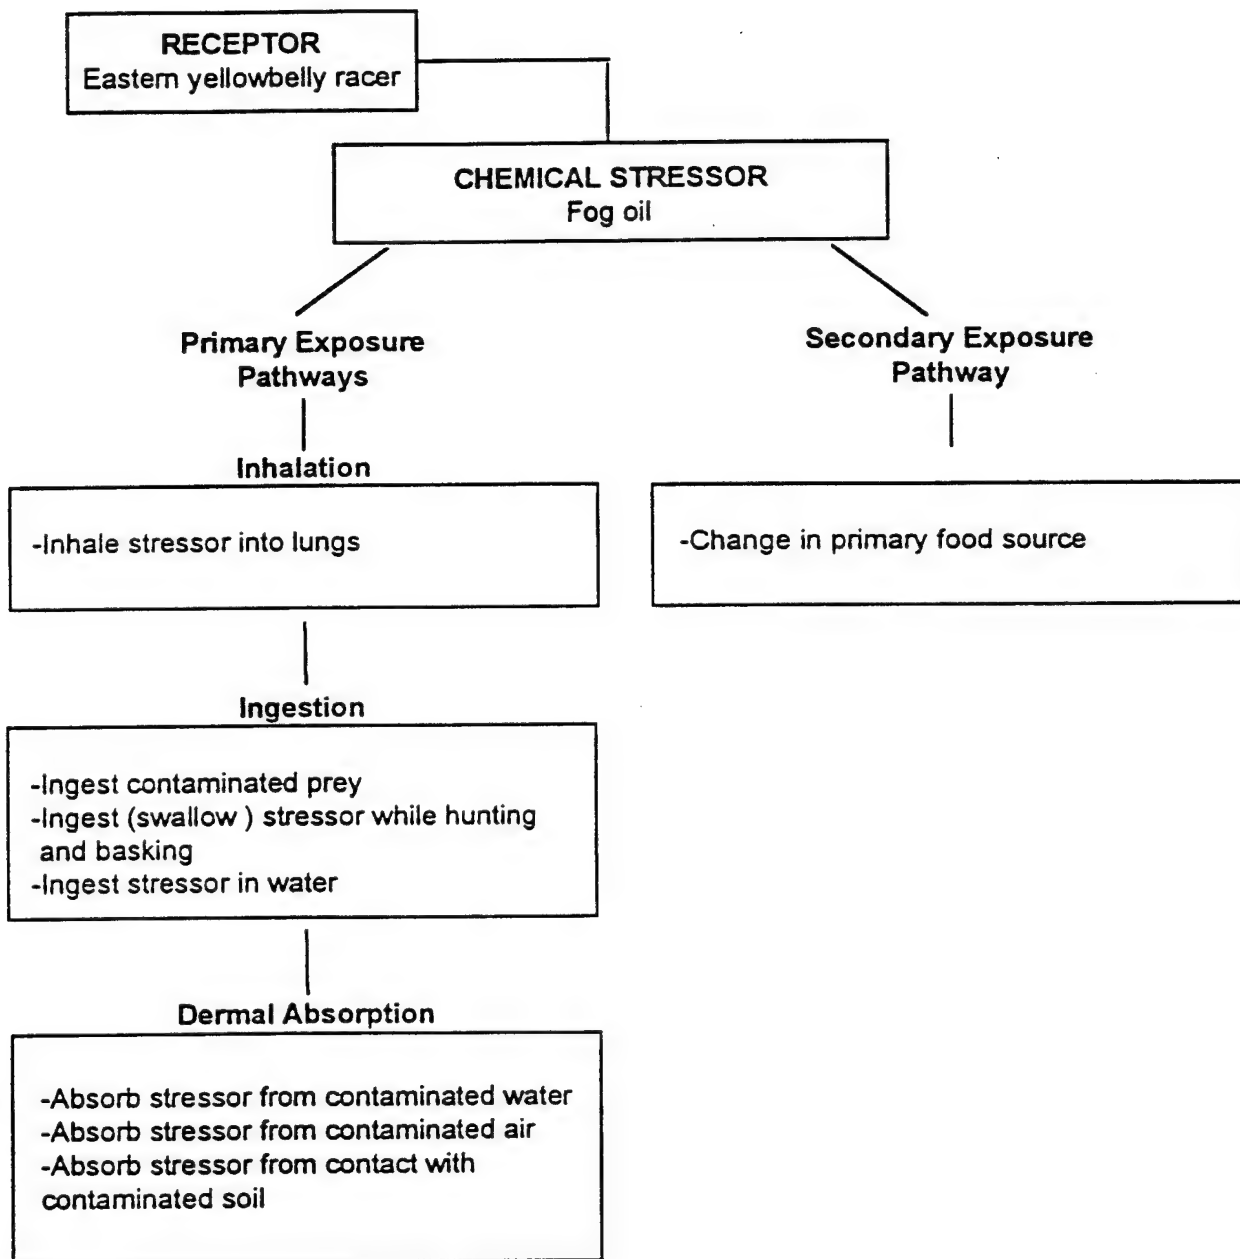 RECEPTOR
Eastern yellowbelly racer
CHEMICAL STRESSOR
Fog oil
Primary Exposure
Pathways
Inhalation
-Inhale stressor into lungs
Ingestion
-Ingest contaminated prey
-Ingest (swallow ) stressor while hunting
and basking
-Ingest stressor in water
Dermal Absorption
-Absorb stressor from contaminated water
-Absorb stressor from contaminated air
-Absorb stressor from contact with
contaminated soil
Secondary Exposure
Pathway
-Change in primary food source